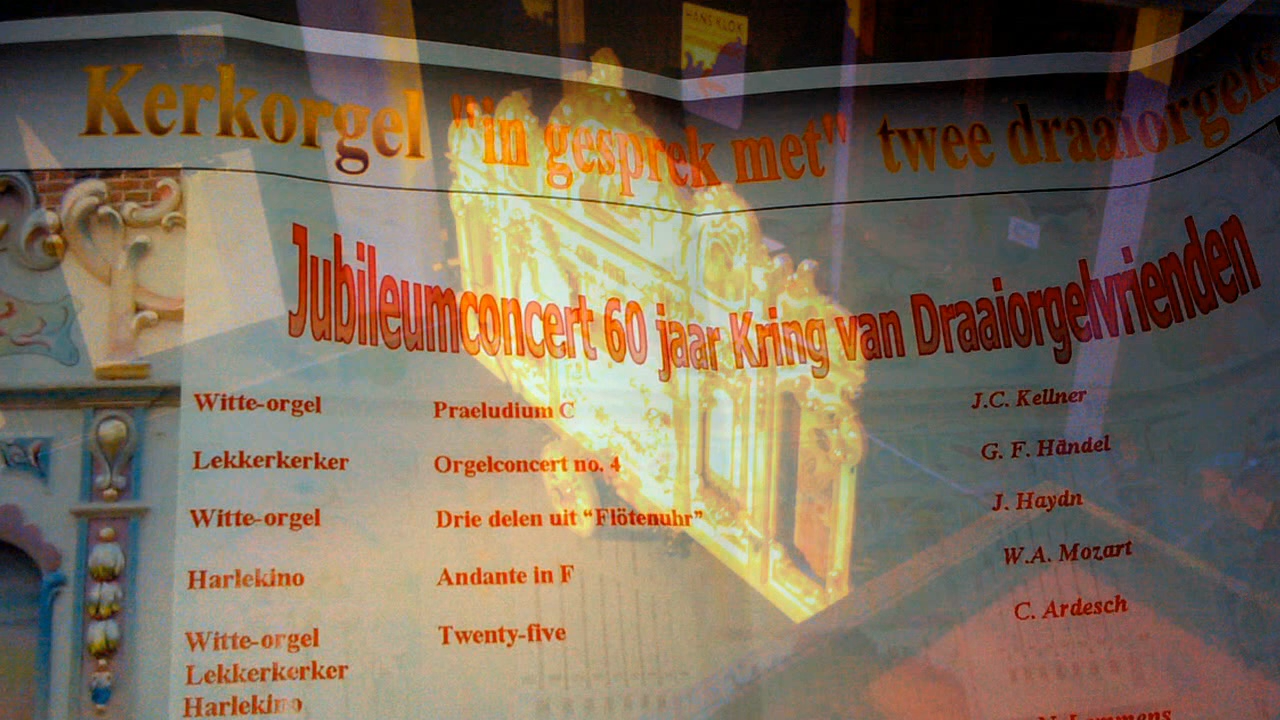 HANS KLOK
Kerkorgel "in gesprek met" twee draaiorgels
Jubileumconcert 60 jaar Kring van Draaiorgelvrienden
Witte-orgel Praeludium C J.C. Kellner
Lekkerkerker Orgelconcert no. 4 G. F. Händel
Witte-orgel Drie delen uit “Flötenuhr” J. Haydn
Harlekino Andante in F W.A. Mozart
Witte-orgel Twenty-five C. Ardesch
Lekkerkerker
Harlekino